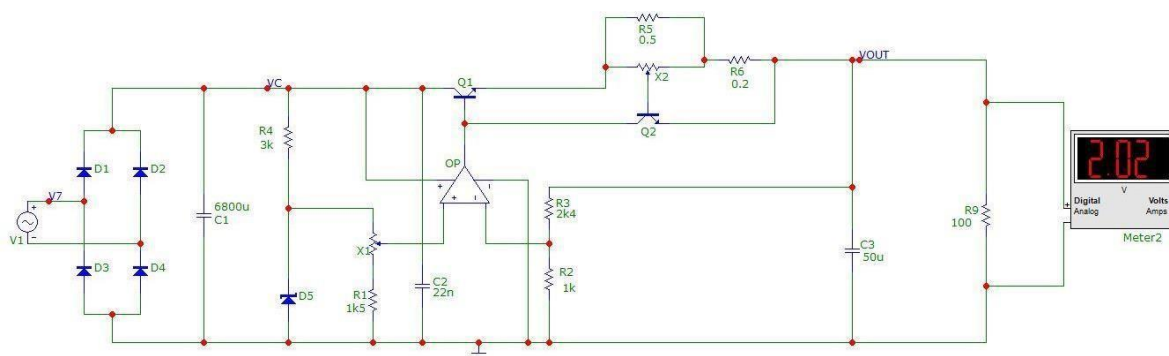 R5
0.5
X2
R6
0.2
VOUT
VC
Q1
Q2
R4
3k
OP
D1
D2
V7
V1
6800u
C1
R3
2k4
R9
100
2.02
V
Digital
Volts
Analog
Amps
Meter2
X1
C3
50u
D3
D4
D5
R1
1k5
C2
22n
R2
1k